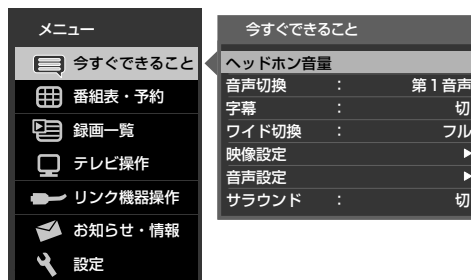 メニュー
今すぐできること
番組表・予約
録画一覧
テレビ操作
リンク機器操作
お知らせ・情報
設定
今すぐできること
ヘッドホン音量
音声切換 : 第1音声
字幕 : 切
ワイド切換 : フル
映像設定
音声設定
サラウンド : 切